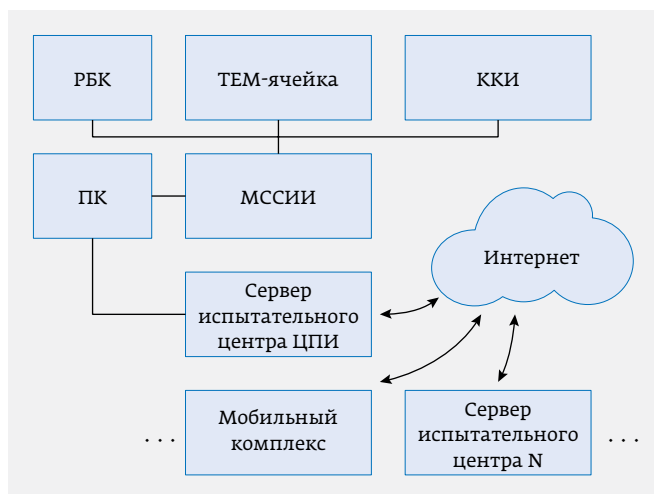 РБК
ТЕМ-ячейка
ККИ
ПК
МССИИ
Интернет
Сервер
испытательного
центра ЦПИ
Мобильный
комплекс
Сервер
испытательного
центра N
. . .
. . .